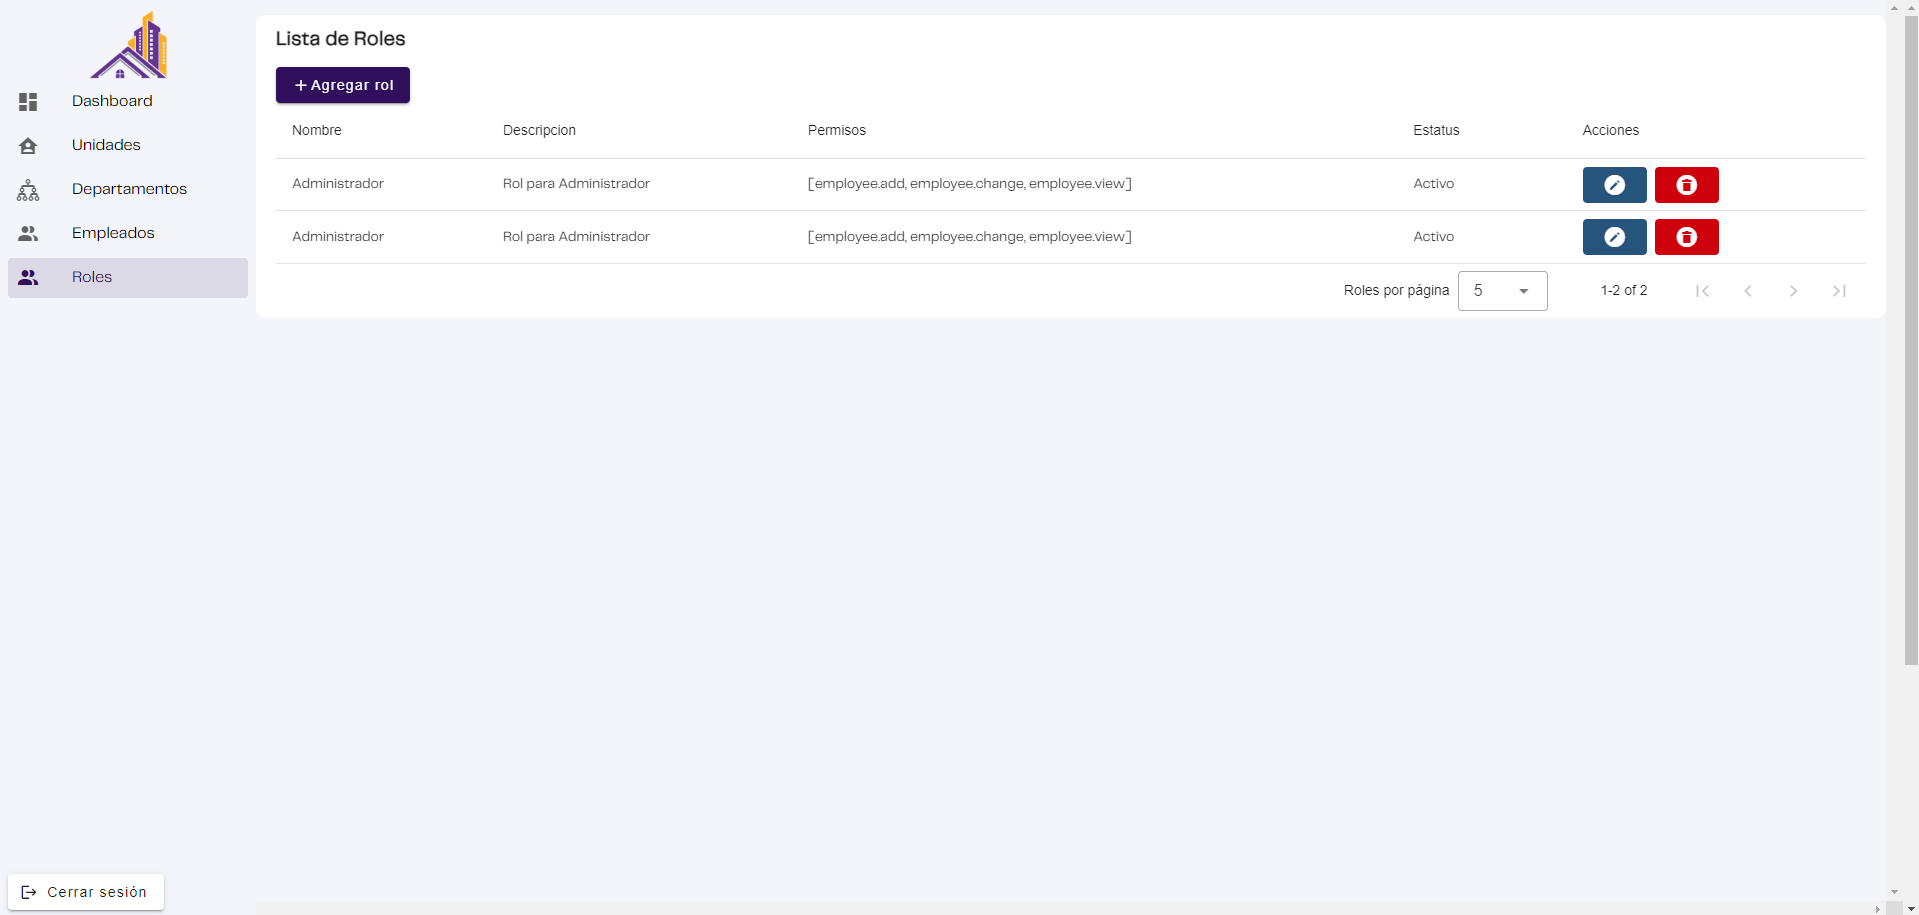 Dashboard
Unidades
Departamentos
Empleados
Roles
Cerrar sesión
Lista de Roles
+ Agregar rol
Nombre Descripcion Permisos Estatus Acciones
Administrador Rol para Administrador [employee.add, employee.change, employee.view] Activo
Administrador Rol para Administrador [employee.add, employee.change, employee.view] Activo
Roles por página 5 1-2 of 2